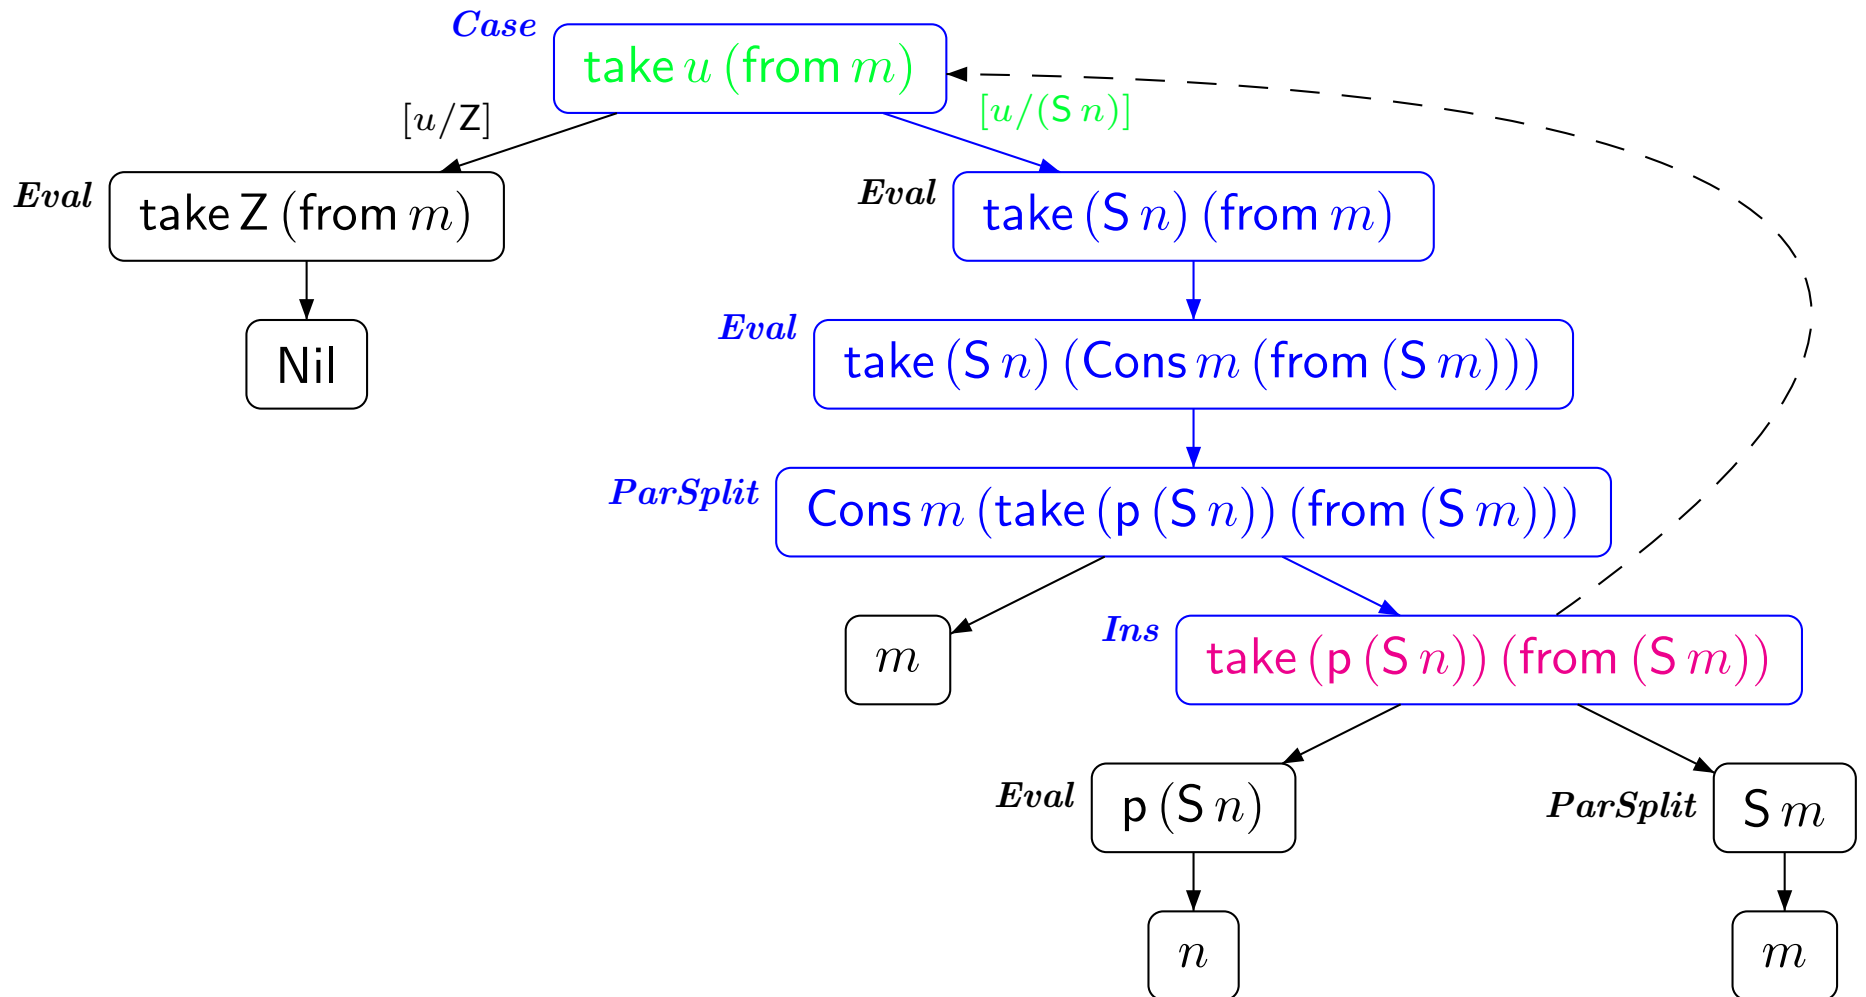 Case
take u (from m)
[u/Z]
[u/(S n)]
Eval
take Z (from m)
Eval
take (S n) (from m)
Nil
Eval
take (S n) (Cons m (from (S m)))
ParSplit
Cons m (take (p (S n)) (from (S m)))
m
Ins
take (p (S n)) (from (S m))
Eval
p (S n)
ParSplit
S m
n
m